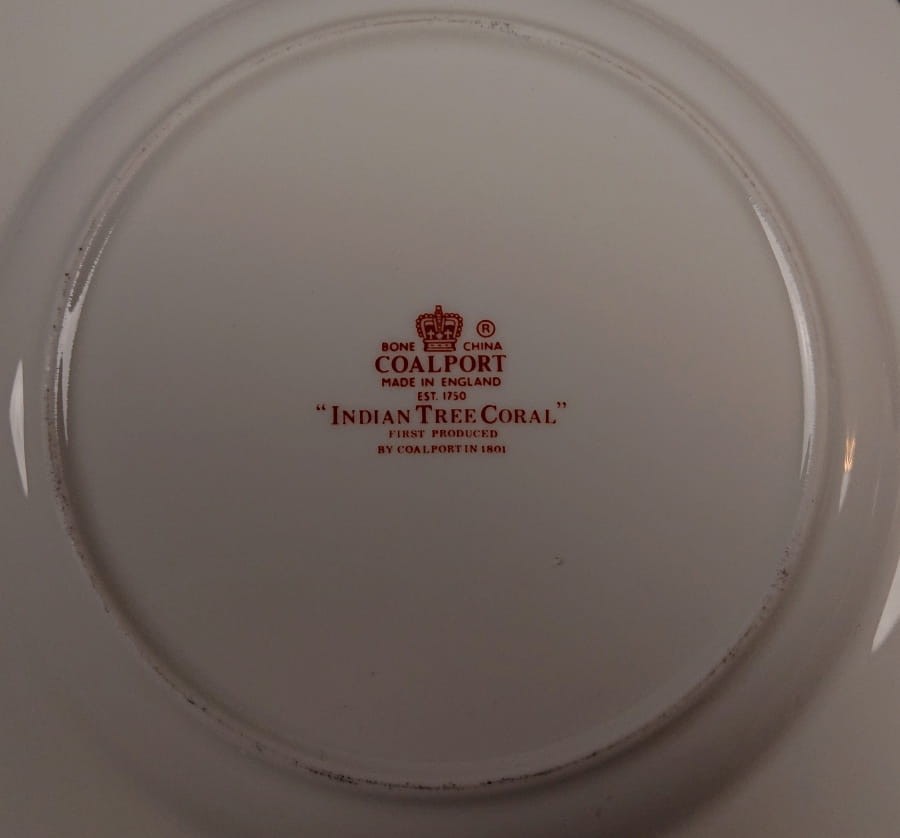 ®
BONE CHINA
COALPORT
MADE IN ENGLAND
EST. 1750
“INDIAN TREE CORAL”
FIRST PRODUCED
BY COALPORT IN 1801